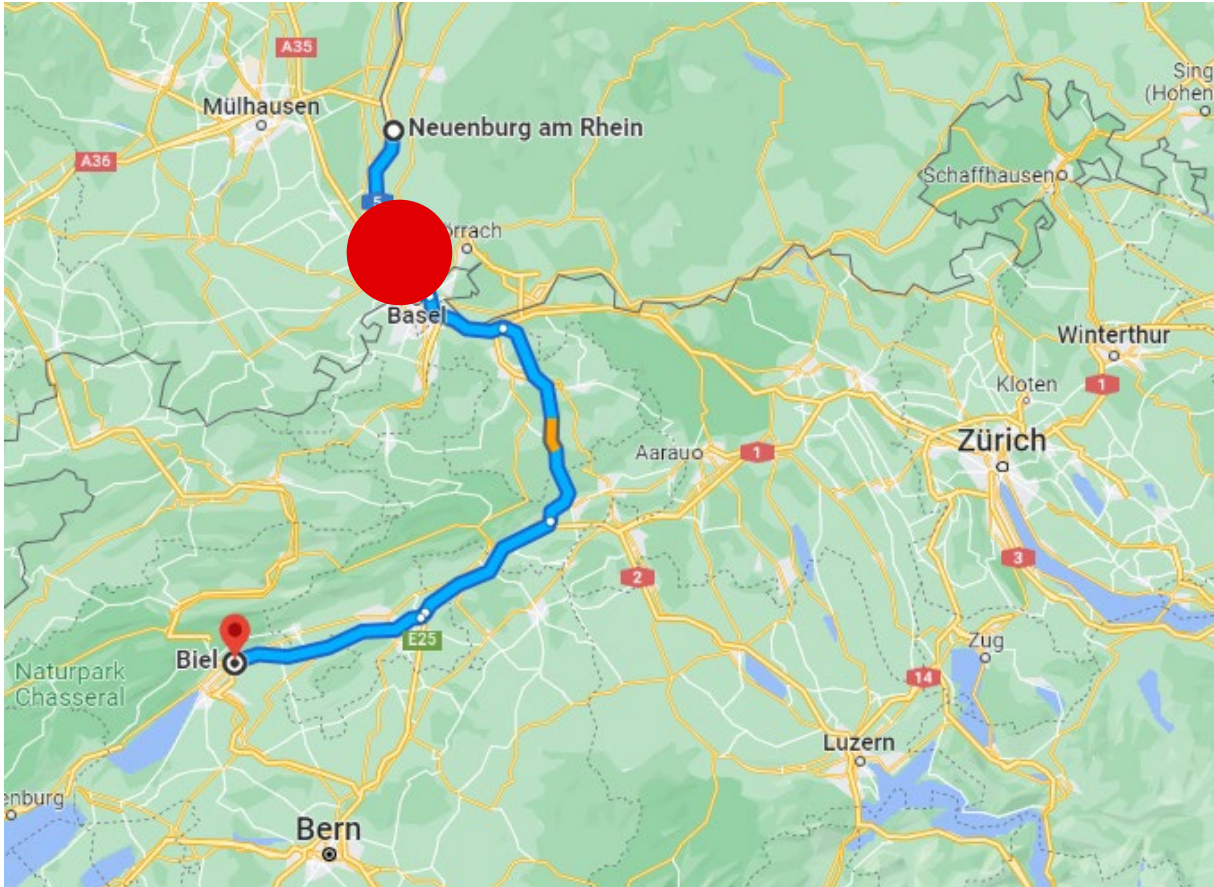 A35
Sing
(Hohen
Mülhausen
Neuenburg am Rhein
A36
Schaffhausen
5
örrach
Basel
Winterthur
Kloten
1
Zürich
Aarau
1
3
2
E25
Biel
Naturpark
Chasseral
Zug
14
Luzern
enburg
Bern